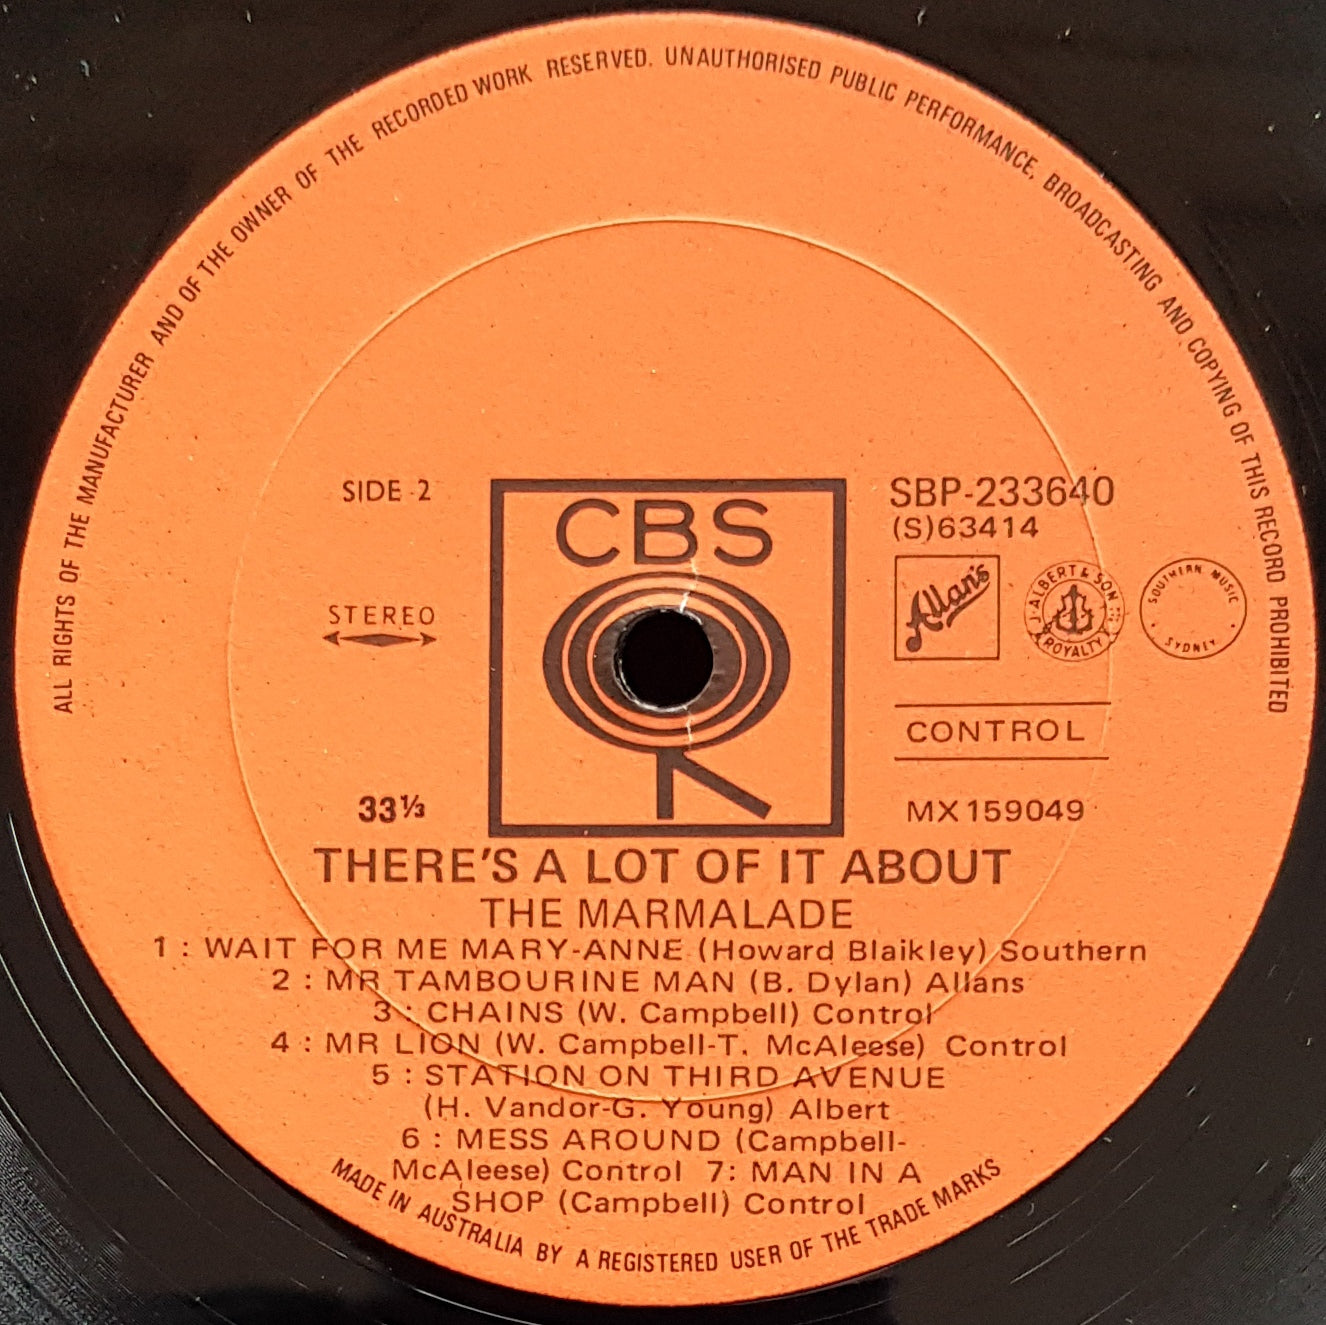 ALL RIGHTS OF THE MANUFACTURER AND OF THE OWNER OF THE RECORDED WORK RESERVED. UNAUTHORISED PUBLIC PERFORMANCE, BROADCASTING AND COPYING OF THIS RECORD PROHIBITED
SIDE 2
CBS
SBP-233640
(S)63414
STEREO
Allan's
J. ALBERT & SON
ROYALTY
SOUTHERN MUSIC
SYDNEY
CONTROL
33⅓
MX159049
THERE'S A LOT OF IT ABOUT
THE MARMALADE
1 : WAIT FOR ME MARY-ANNE (Howard Blaikley) Southern
2 : MR TAMBOURINE MAN (B. Dylan) Allans
3 : CHAINS (W. Campbell) Control
4 : MR LION (W. Campbell-T. McAleese) Control
5 : STATION ON THIRD AVENUE
(H. Vandor-G. Young) Albert
6 : MESS AROUND (Campbell-
McAleese) Control 7: MAN IN A
SHOP (Campbell) Control
MADE IN AUSTRALIA BY A REGISTERED USER OF THE TRADE MARKS